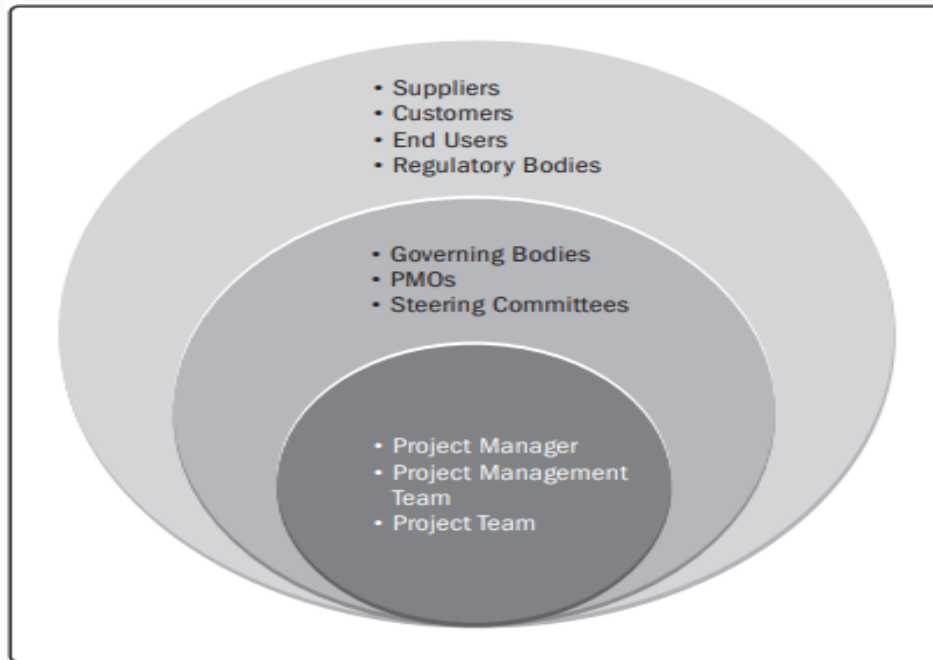 • Suppliers
• Customers
• End Users
• Regulatory Bodies
• Governing Bodies
• PMOs
• Steering Committees
• Project Manager
• Project Management
Team
• Project Team